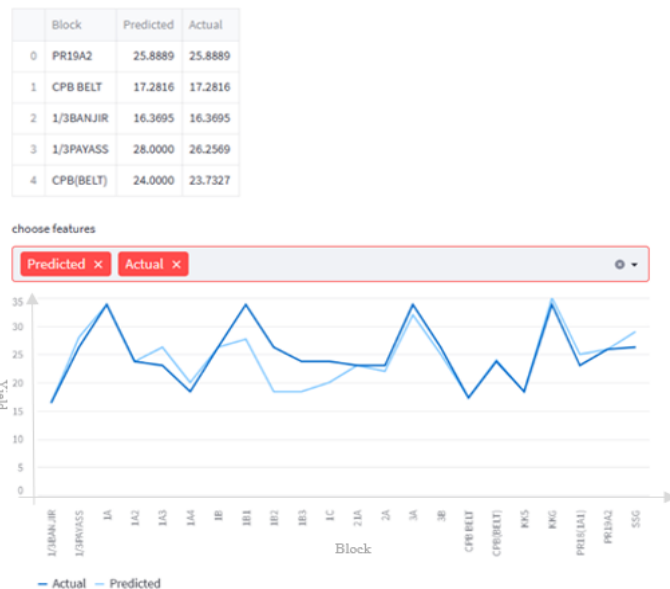 Block Predicted Actual
0 PR19A2 25.8889 25.8889
1 CPB BELT 17.2816 17.2816
2 1/3BANJIR 16.3695 16.3695
3 1/3PAYASS 28.0000 26.2569
4 CPB(BELT) 24.0000 23.7327
choose features
Predicted × Actual ×
35
30
25
20
15
10
5
0
Yield
1/3BANJIR 1/3PAYASS 1A 1A2 1A3 1A4 1B 1B1 1B2 1B3 1C 21A 2A 3A 3B CPB BELT CPB(BELT) KKS KKG PR18(1A1) PR19A2 SSG
Block
Actual Predicted